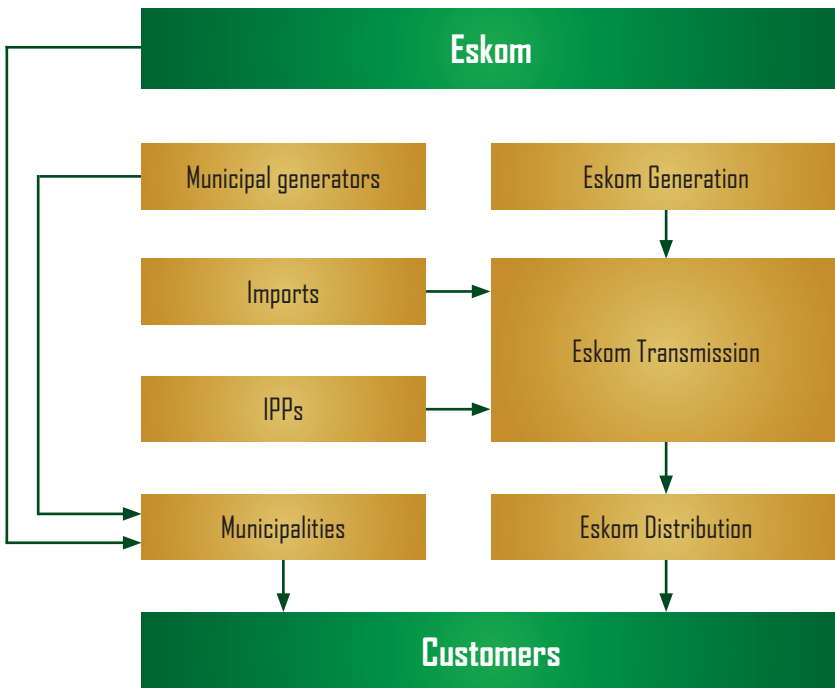 Eskom
Municipal generators
Eskom Generation
Imports
Eskom Transmission
IPPs
Municipalities
Eskom Distribution
Customers